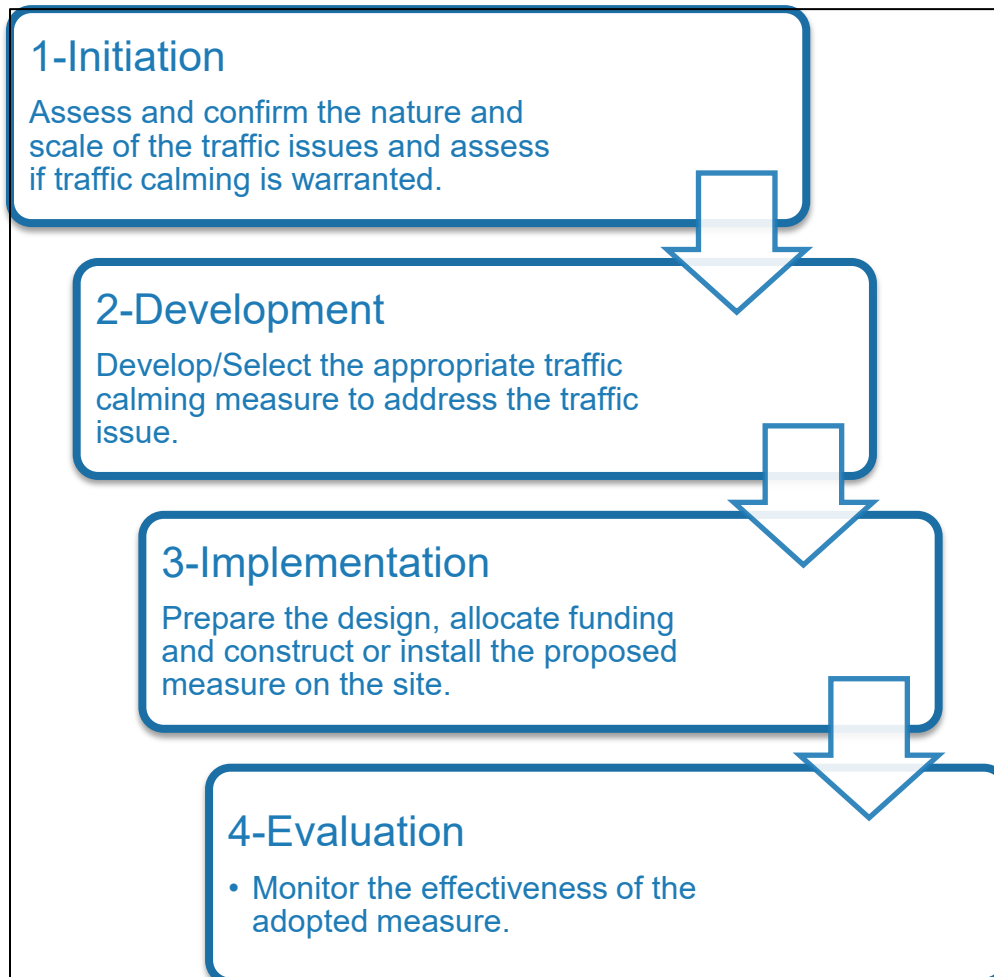 1-Initiation
Assess and confirm the nature and
scale of the traffic issues and assess
if traffic calming is warranted.
2-Development
Develop/Select the appropriate traffic
calming measure to address the traffic
issue.
3-Implementation
Prepare the design, allocate funding
and construct or install the proposed
measure on the site.
4-Evaluation
• Monitor the effectiveness of the
adopted measure.